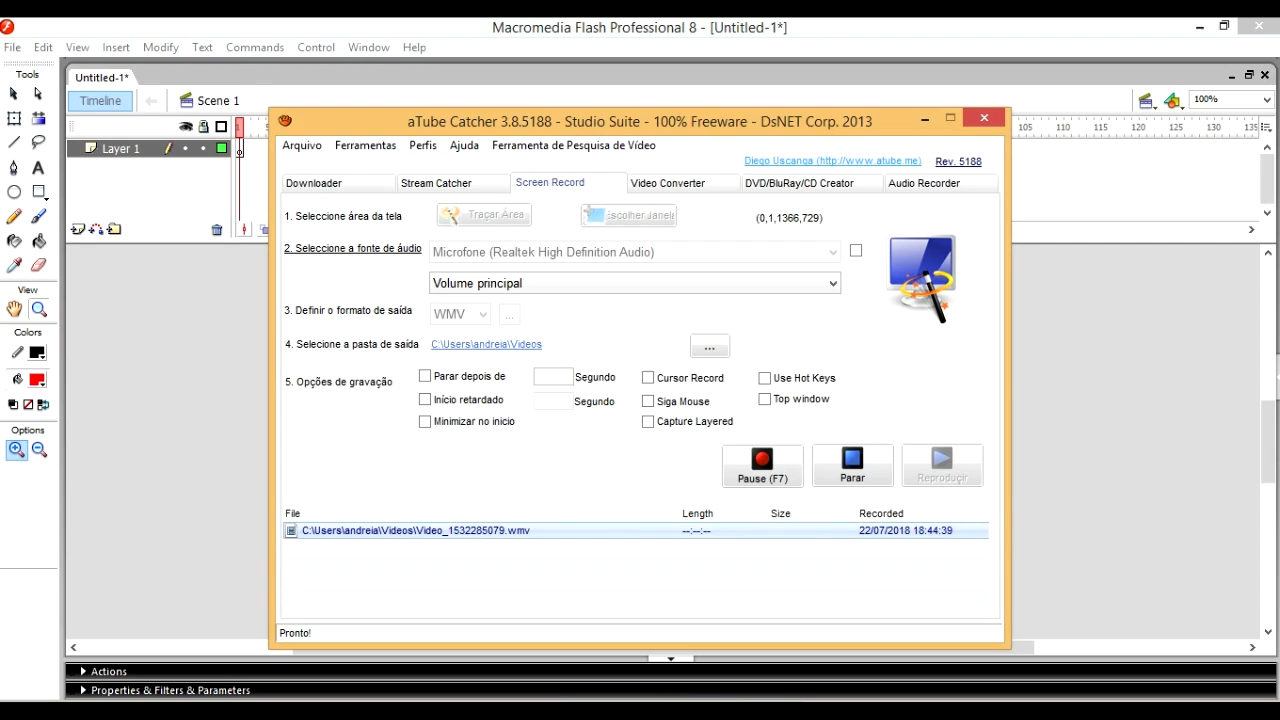 Macromedia Flash Professional 8 - [Untitled-1*]
File Edit View Insert Modify Text Commands Control Window Help
Tools
Untitled-1*
Timeline
Scene 1
100%
105 110 115 120 125 130 135
Layer 1
View
Colors
Options
aTube Catcher 3.8.5188 - Studio Suite - 100% Freeware - DsNET Corp. 2013
Arquivo Ferramentas Perfis Ajuda Ferramenta de Pesquisa de Vídeo
Diego Uscanga (http://www.atube.me) Rev. 5188
Downloader Stream Catcher Screen Record Video Converter DVD/BluRay/CD Creator Audio Recorder
1. Seleccione área da tela Traçar Área Escolher Janela (0,1,1366,729)
2. Seleccione a fonte de áudio Microfone (Realtek High Definition Audio)
Volume principal
3. Definir o formato de saída WMV ...
4. Selecione a pasta de saída C:\Users\andreia\Videos ...
5. Opções de gravação
Parar depois de Segundo Cursor Record Use Hot Keys
Início retardado Segundo Siga Mouse Top window
Minimizar no inicio Capture Layered
Pause (F7) Parar Reproduçir
File Length Size Recorded
C:\Users\andreia\Videos\Video_1532285079.wmv --:--:-- 22/07/2018 18:44:39
Pronto!
Actions
Properties & Filters & Parameters